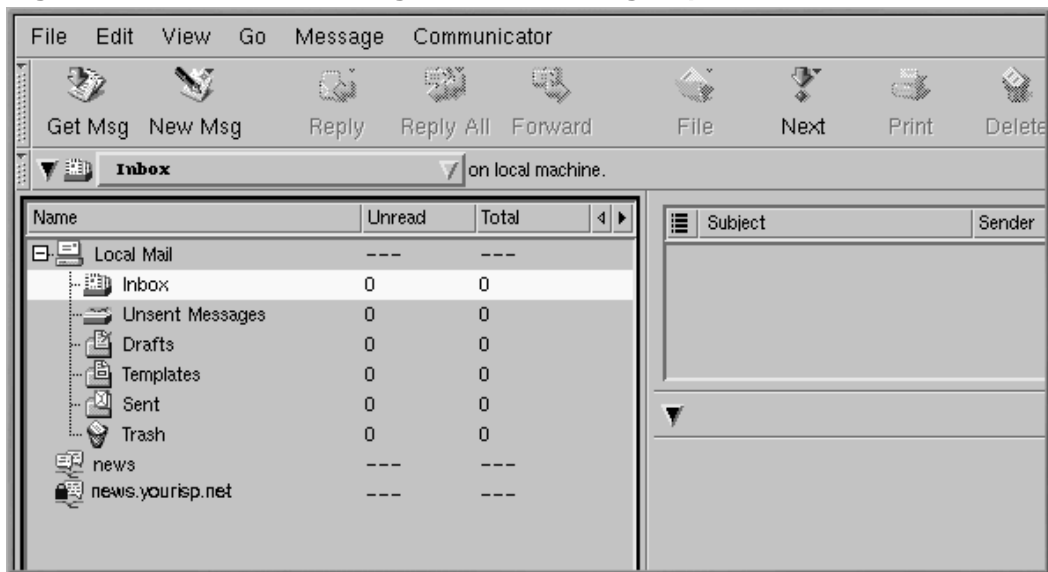 File Edit View Go Message Communicator
Get Msg New Msg Reply Reply All Forward File Next Print Delete
Inbox on local machine.
Name Unread Total Subject Sender
Local Mail --- ---
Inbox 0 0
Unsent Messages 0 0
Drafts 0 0
Templates 0 0
Sent 0 0
Trash 0 0
news --- ---
news.yourisp.net --- ---